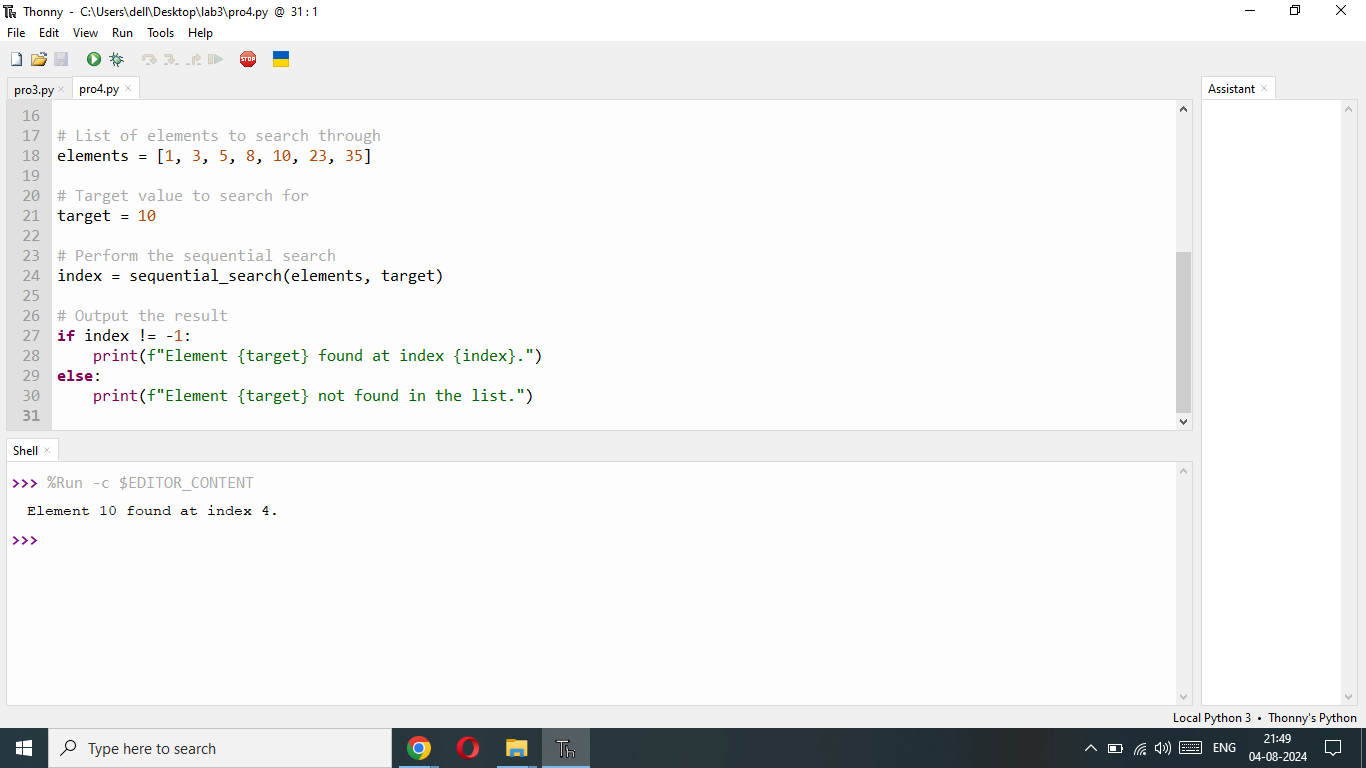 Thonny - C:\Users\dell\Desktop\lab3\pro4.py @ 31 : 1
File Edit View Run Tools Help
STOP
pro3.py × pro4.py ×
Assistant ×
16
17 # List of elements to search through
18 elements = [1, 3, 5, 8, 10, 23, 35]
19
20 # Target value to search for
21 target = 10
22
23 # Perform the sequential search
24 index = sequential_search(elements, target)
25
26 # Output the result
27 if index != -1:
28     print(f"Element {target} found at index {index}.")
29 else:
30     print(f"Element {target} not found in the list.")
31
Shell ×
>>> %Run -c $EDITOR_CONTENT
Element 10 found at index 4.
>>>
Local Python 3 • Thonny's Python
Type here to search
Th
ENG
21:49
04-08-2024